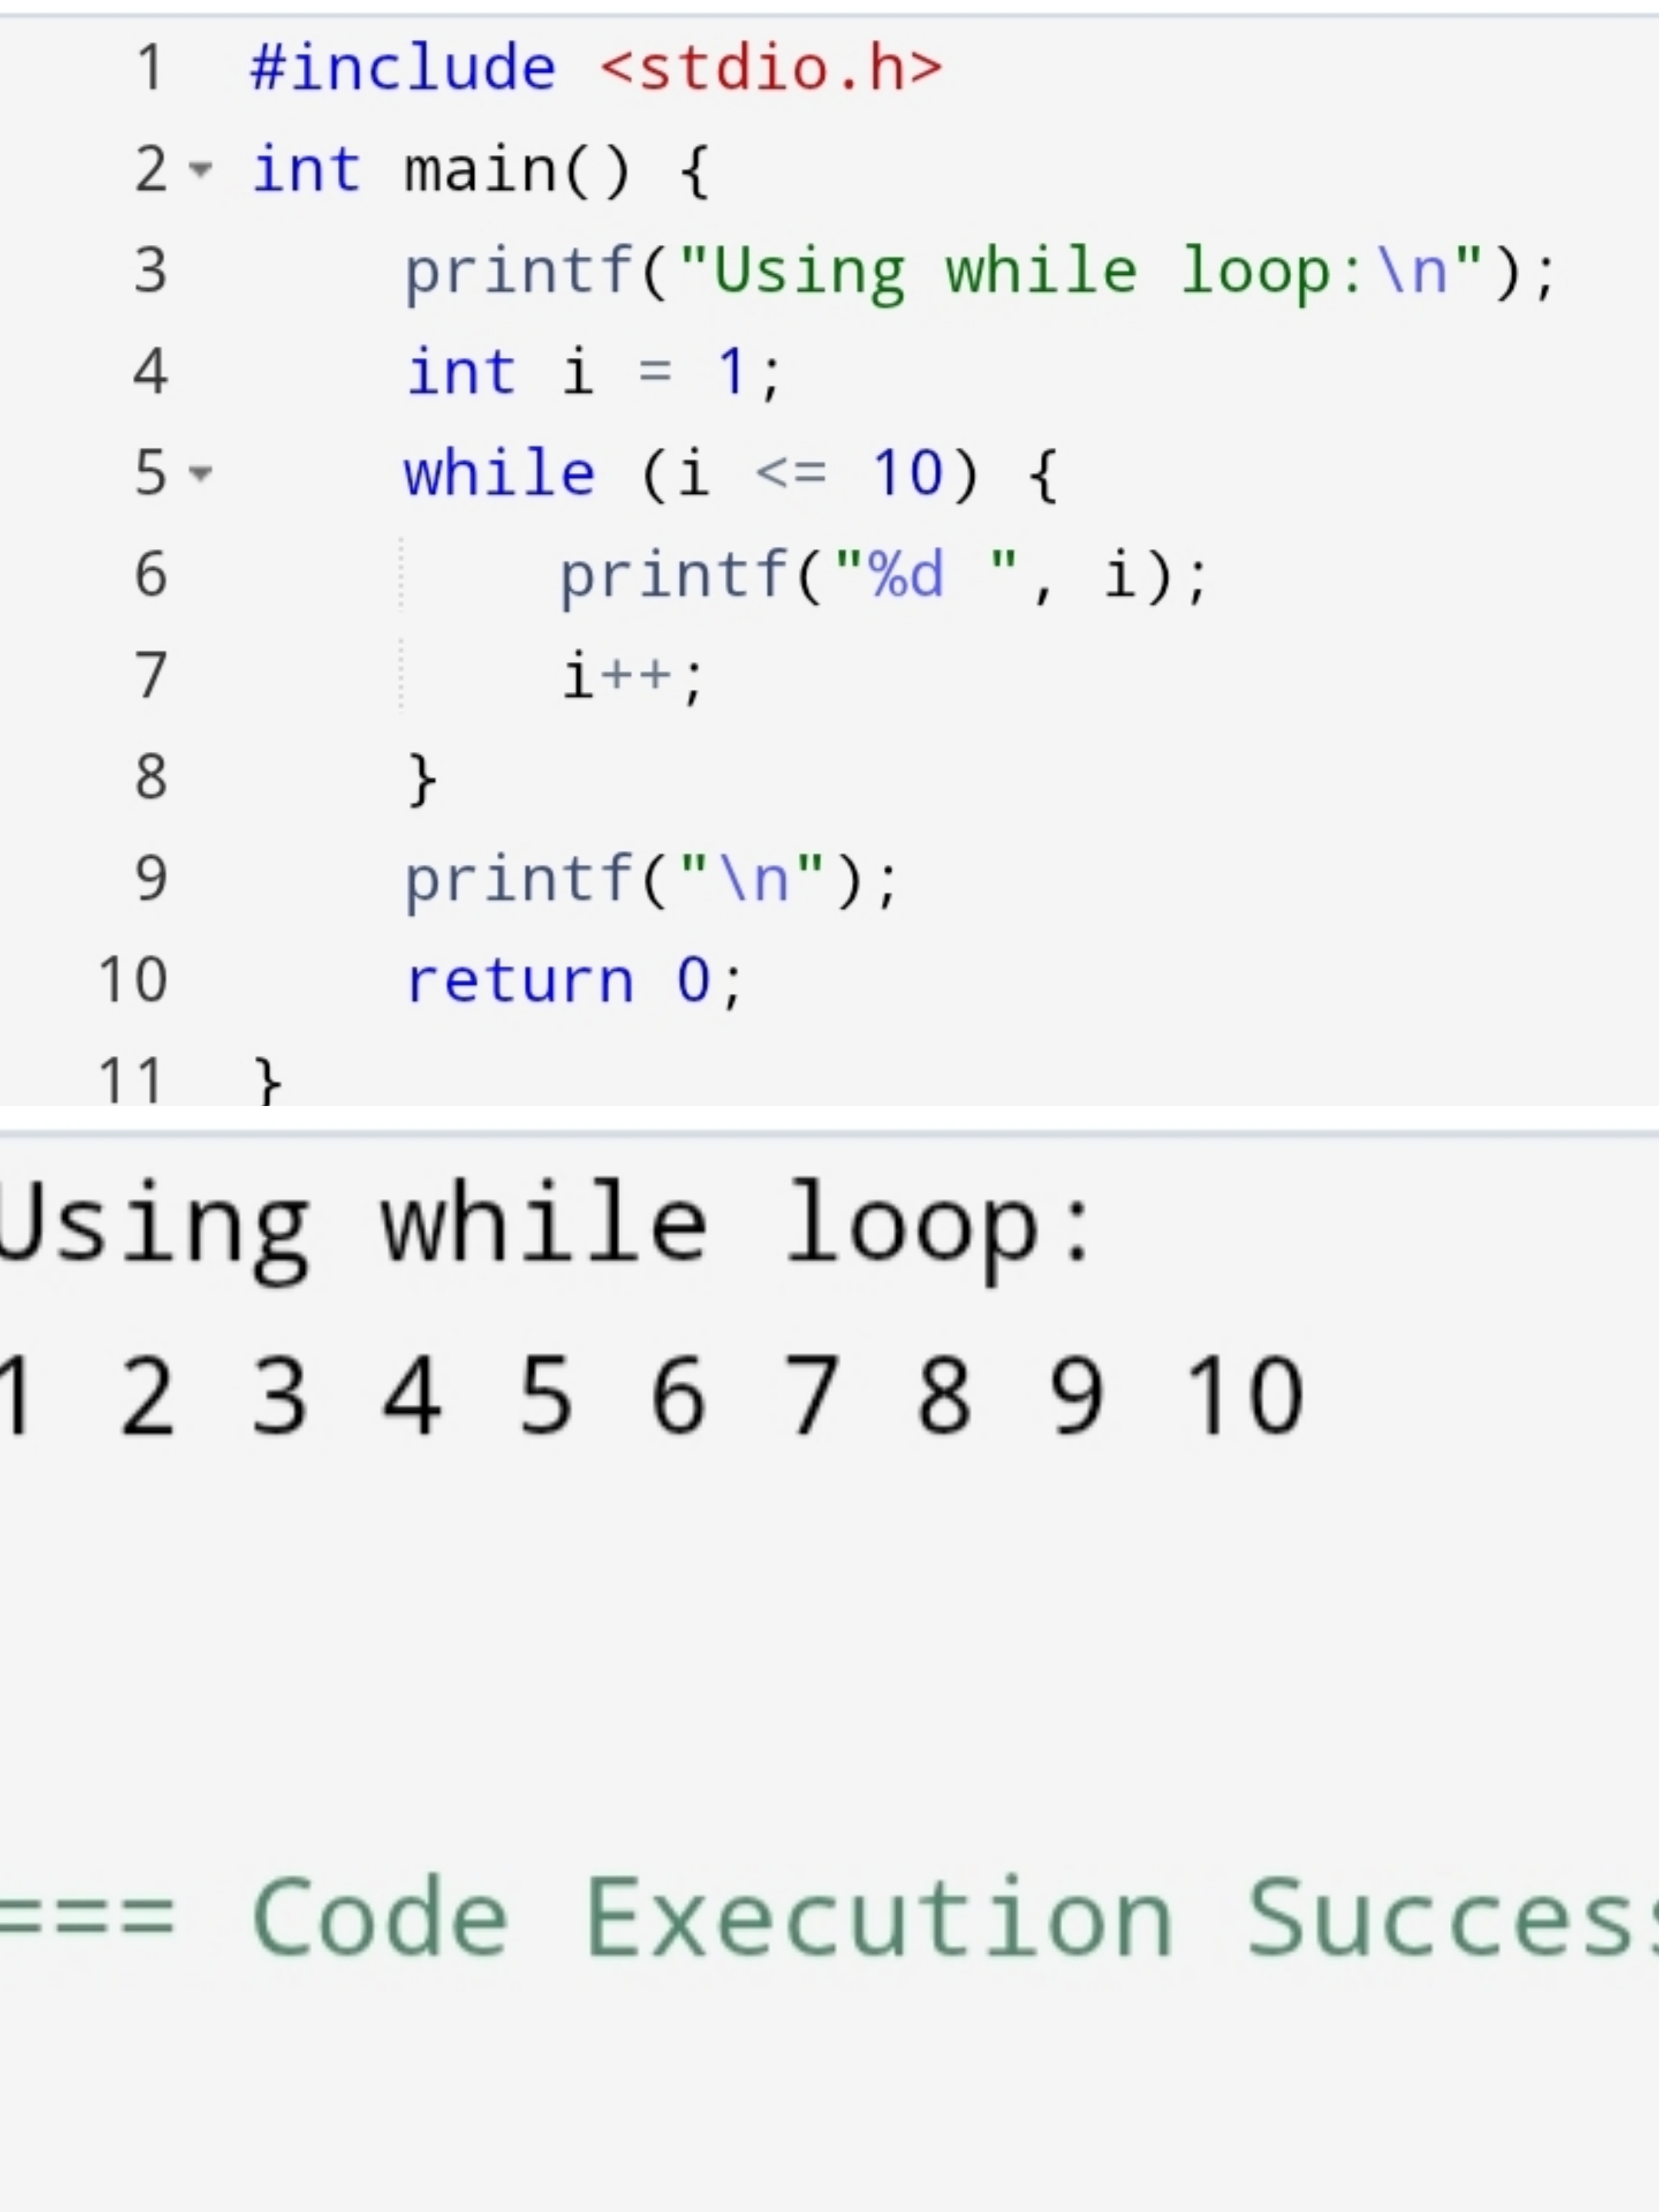 1 #include <stdio.h>
2 int main() {
3     printf("Using while loop:\n");
4     int i = 1;
5     while (i <= 10) {
6         printf("%d ", i);
7         i++;
8     }
9     printf("\n");
10     return 0;
11 }
Using while loop:
1 2 3 4 5 6 7 8 9 10
=== Code Execution Success